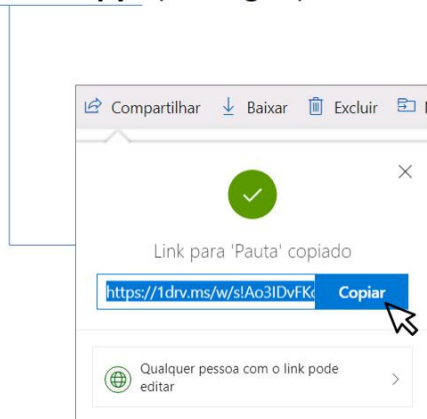 Compartilhar Baixar Excluir
Link para 'Pauta' copiado
https://1drv.ms/w/s!Ao3IDvFK Copiar
Qualquer pessoa com o link pode
editar